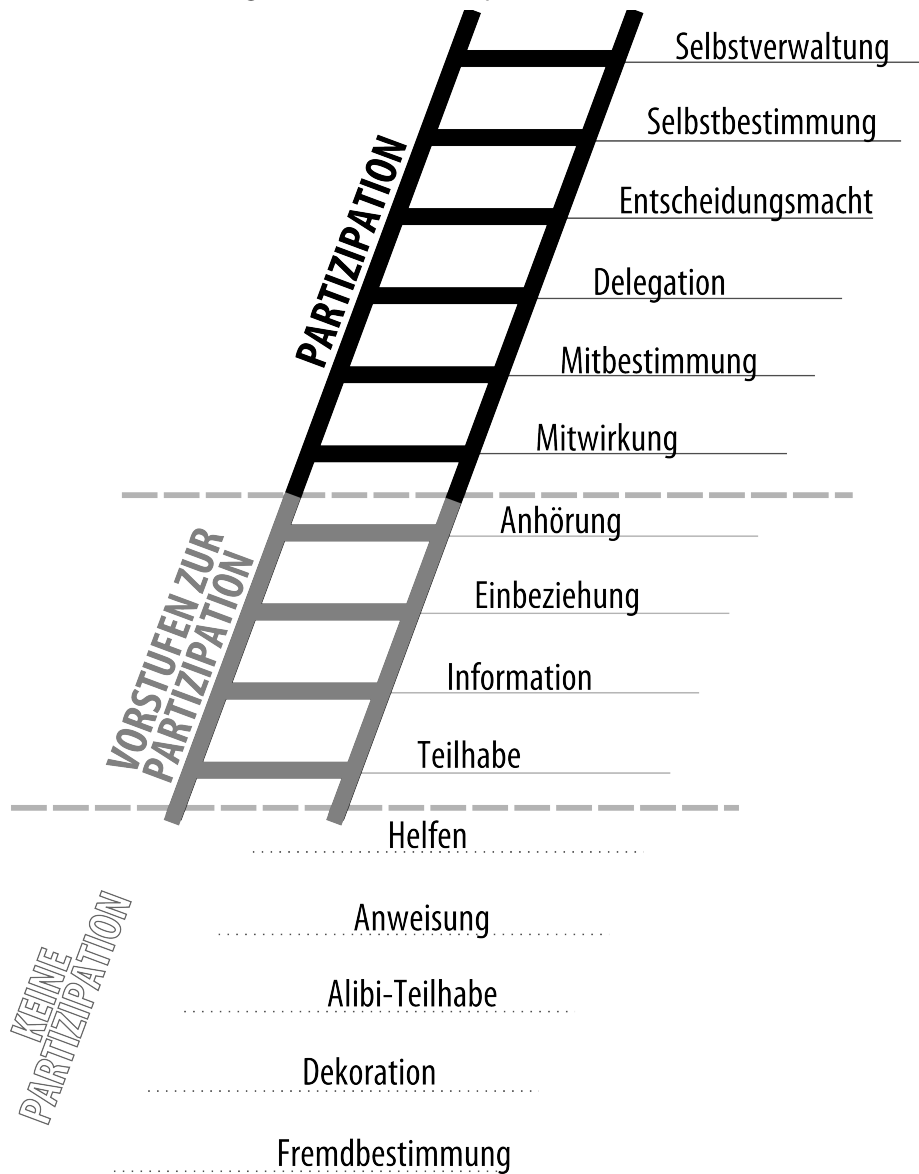 Selbstverwaltung
Selbstbestimmung
Entscheidungsmacht
Delegation
Mitbestimmung
Mitwirkung
PARTIZIPATION
Anhörung
Einbeziehung
Information
Teilhabe
VORSTUFEN ZUR
PARTIZIPATION
Helfen
Anweisung
Alibi-Teilhabe
Dekoration
Fremdbestimmung
KEINE
PARTIZIPATION